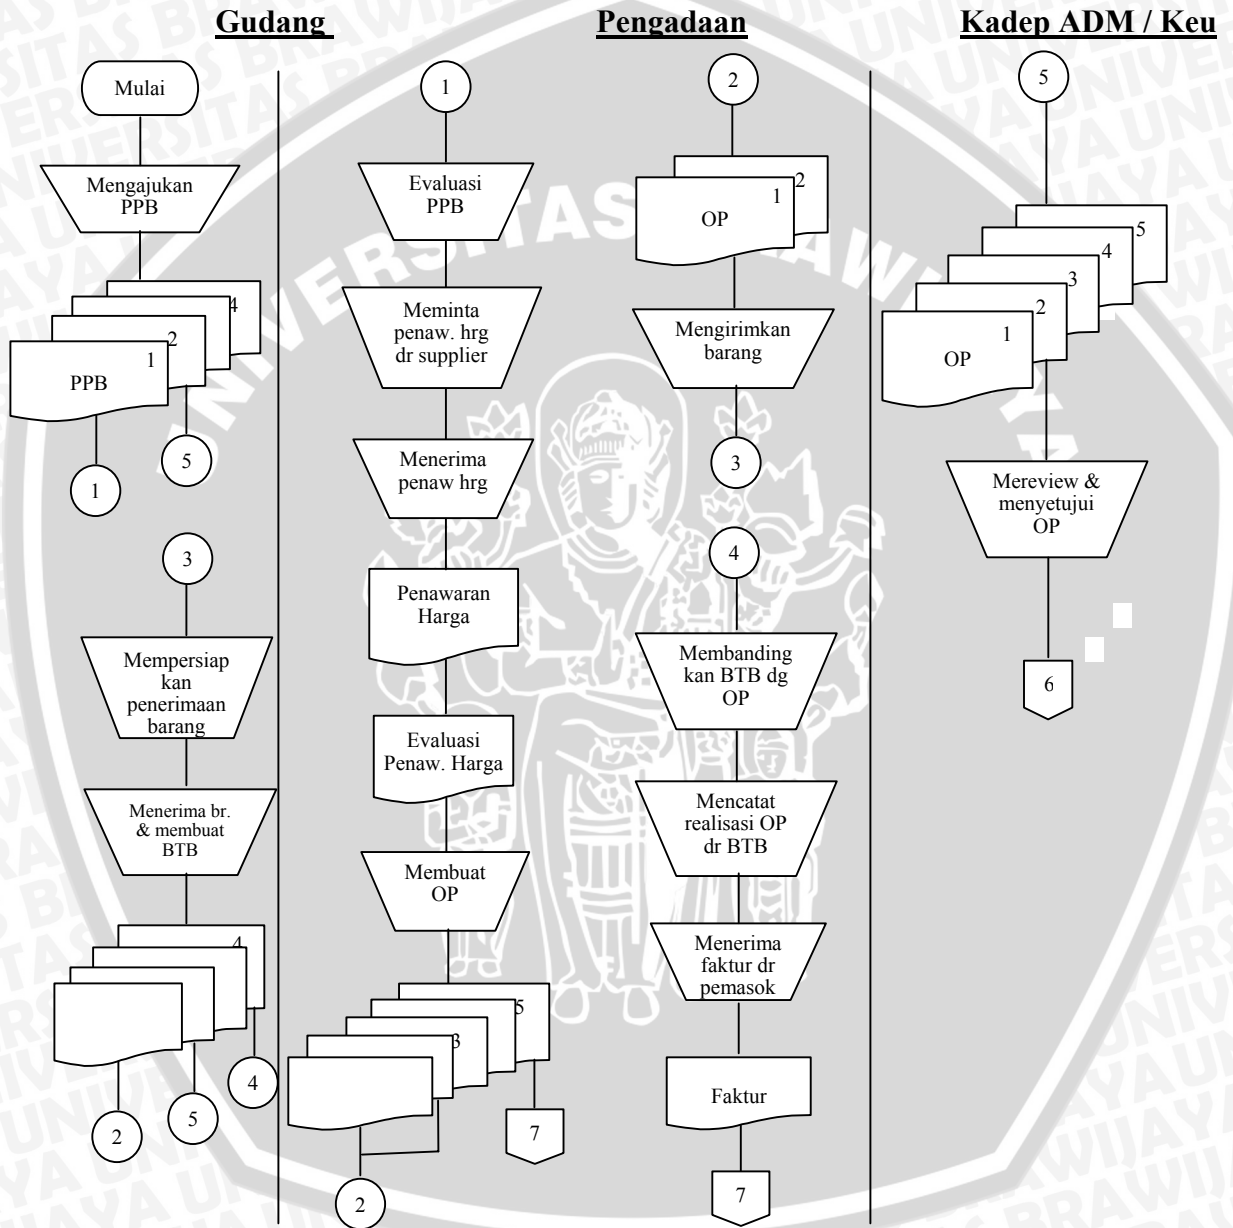 Gudang
Pengadaan
Kadep ADM / Keu
Mulai
Mengajukan
PPB
4
2
1
PPB
5
1
3
Mempersiap
kan
penerimaan
barang
Menerima br.
& membuat
BTB
4
4
5
2
1
Evaluasi
PPB
Meminta
penaw. hrg
dr supplier
Menerima
penaw hrg
Penawaran
Harga
Evaluasi
Penaw. Harga
Membuat
OP
5
3
7
2
2
2
1
OP
Mengirimkan
barang
3
4
Membanding
kan BTB dg
OP
Mencatat
realisasi OP
dr BTB
Menerima
faktur dr
pemasok
Faktur
7
5
5
4
3
2
1
OP
Mereview &
menyetujui
OP
6
UNIVERSITAS BRAWIJAYA